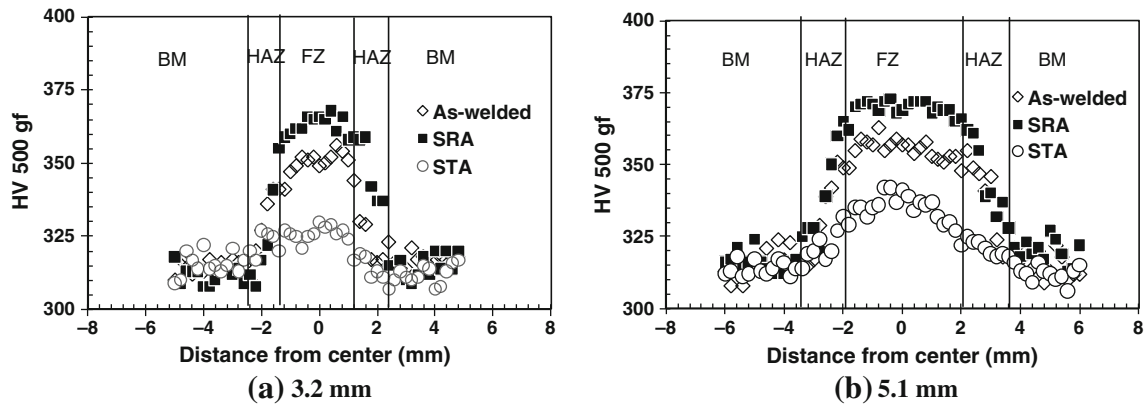 400
375
350
325
300
HV 500 gf
BM
HAZ
FZ
HAZ
BM
As-welded
SRA
STA
−8 −6 −4 −2 0 2 4 6 8
Distance from center (mm)
(a) 3.2 mm
400
375
350
325
300
HV 500 gf
BM
HAZ
FZ
HAZ
BM
As-welded
SRA
STA
−8 −6 −4 −2 0 2 4 6 8
Distance from center (mm)
(b) 5.1 mm